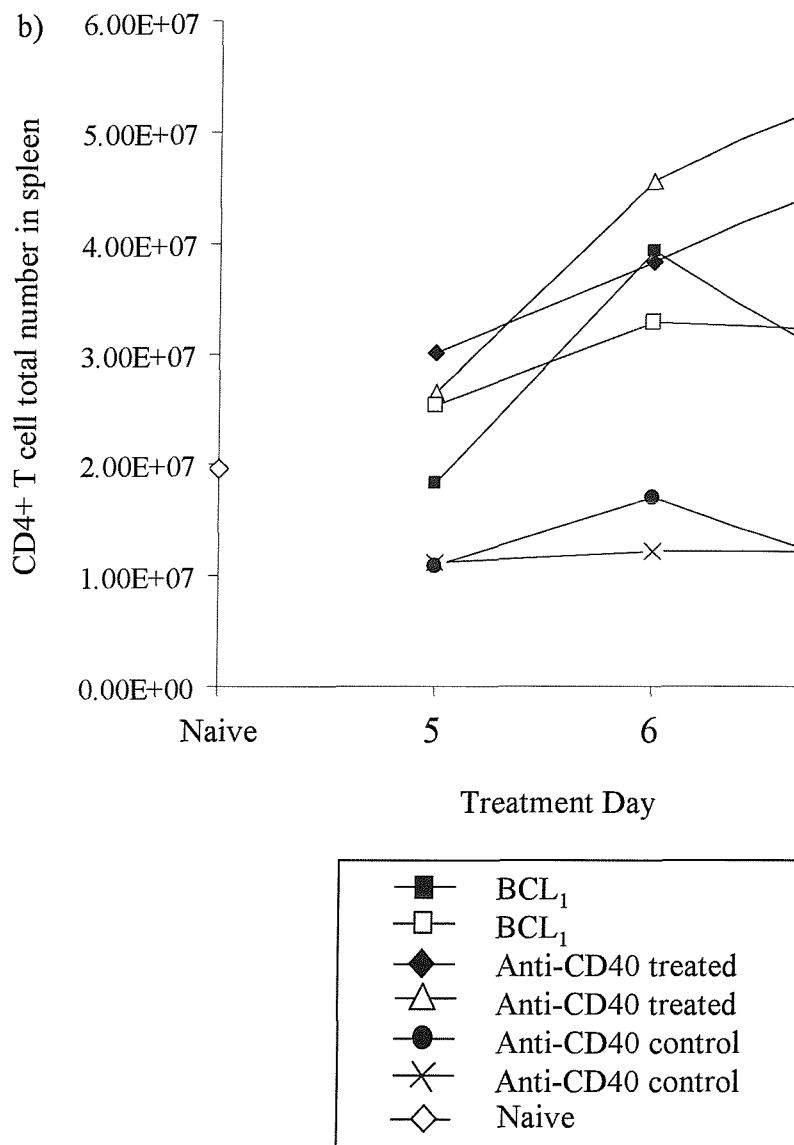 b)
6.00E+07
5.00E+07
4.00E+07
3.00E+07
2.00E+07
1.00E+07
0.00E+00
CD4+ T cell total number in spleen
Naive 5 6
Treatment Day
BCL₁
BCL₁
Anti-CD40 treated
Anti-CD40 treated
Anti-CD40 control
Anti-CD40 control
Naive